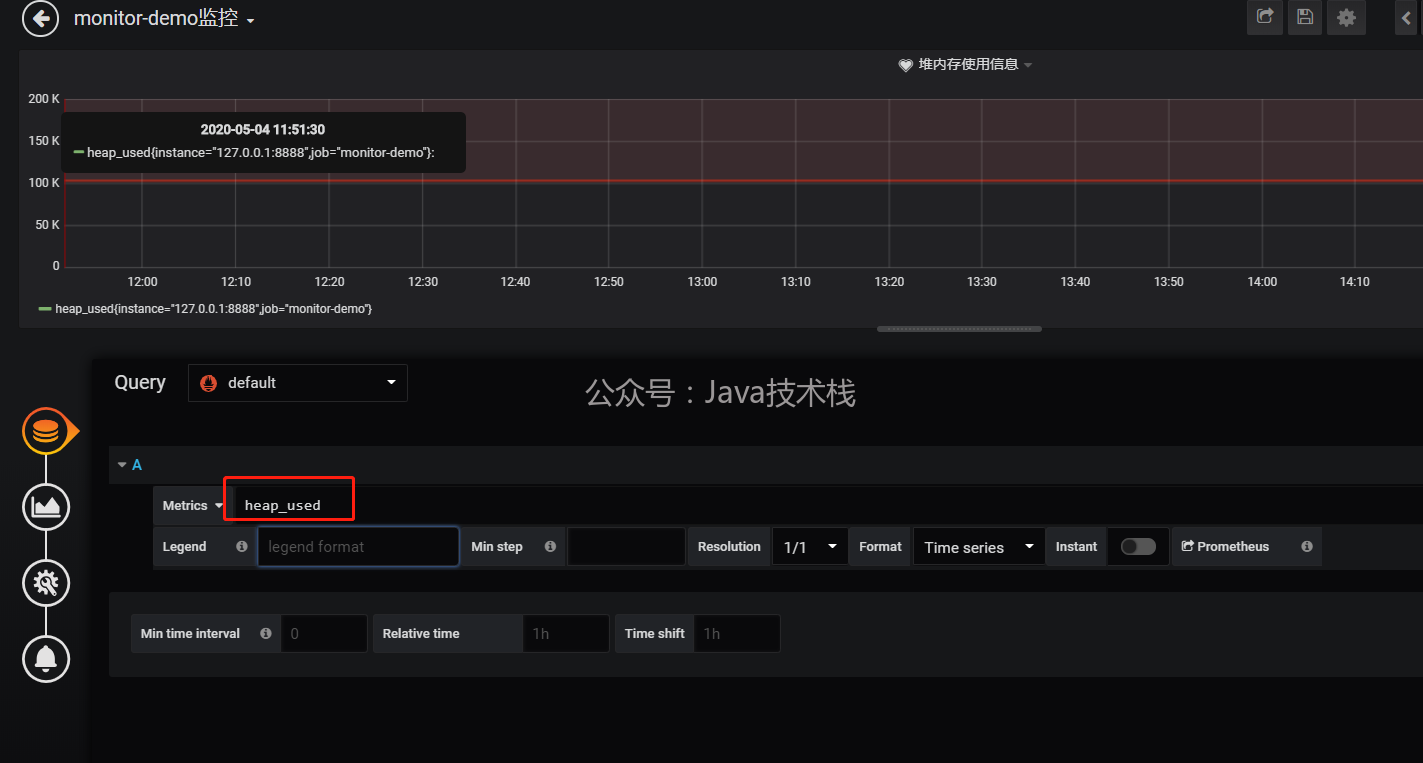 monitor-demo监控
堆内存使用信息
200 K
150 K
100 K
50 K
0
2020-05-04 11:51:30
heap_used{instance="127.0.0.1:8888",job="monitor-demo"}:
12:00 12:10 12:20 12:30 12:40 12:50 13:00 13:10 13:20 13:30 13:40 13:50 14:00 14:10
heap_used{instance="127.0.0.1:8888",job="monitor-demo"}
Query default
公众号：Java技术栈
A
Metrics heap_used
Legend legend format Min step Resolution 1/1 Format Time series Instant Prometheus
Min time interval 0 Relative time 1h Time shift 1h